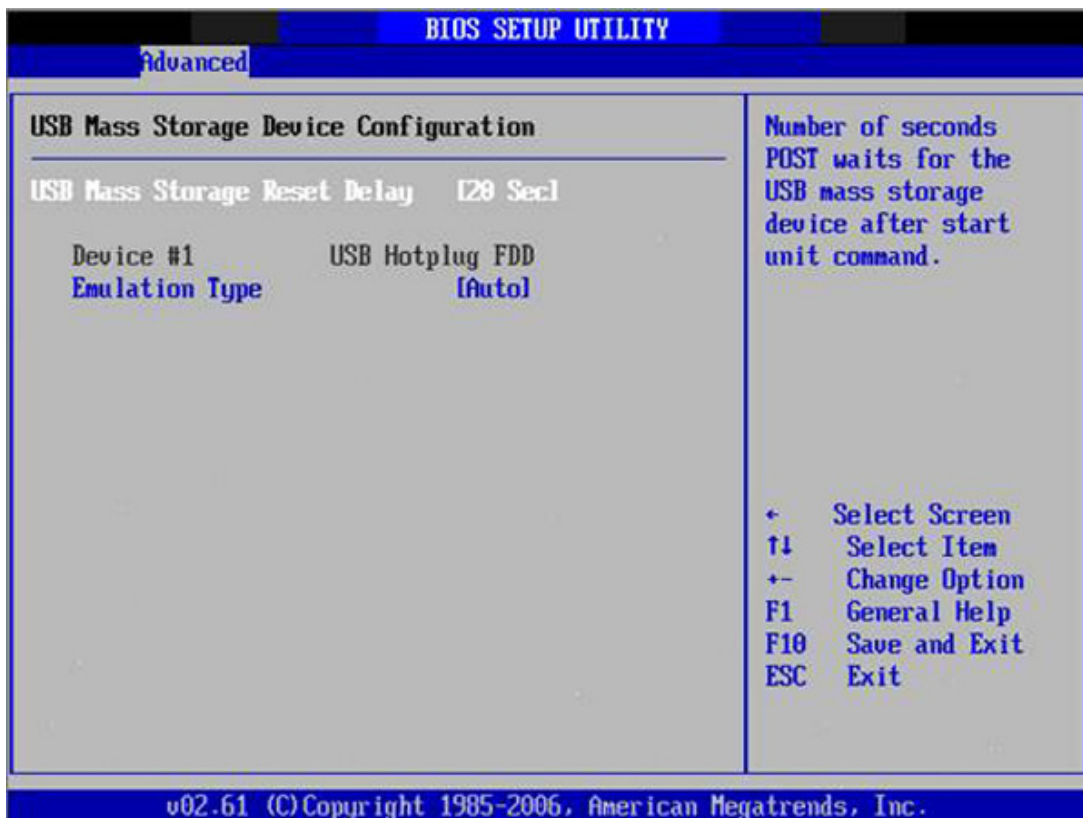 BIOS SETUP UTILITY
Advanced
USB Mass Storage Device Configuration
USB Mass Storage Reset Delay [20 Sec]
Device #1 USB Hotplug FDD
Emulation Type [Auto]
Number of seconds
POST waits for the
USB mass storage
device after start
unit command.
← Select Screen
↑↓ Select Item
+- Change Option
F1 General Help
F10 Save and Exit
ESC Exit
v02.61 (C)Copyright 1985-2006, American Megatrends, Inc.